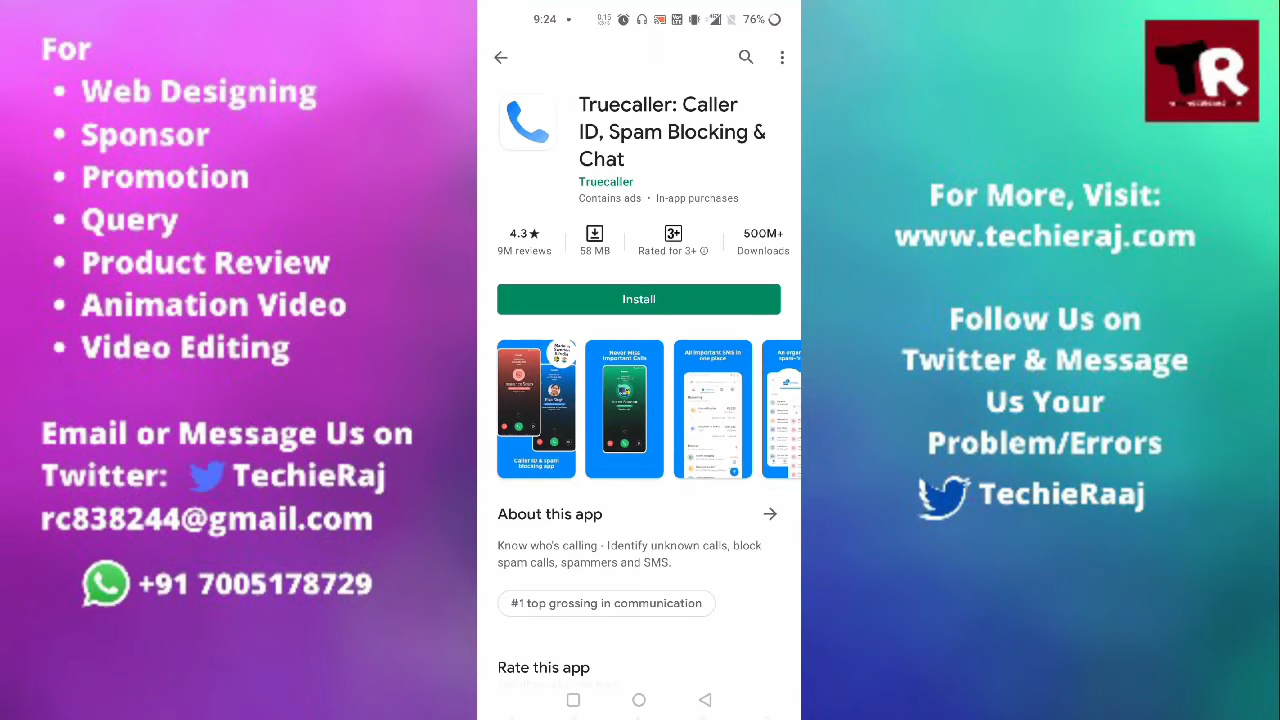 For
• Web Designing
• Sponsor
• Promotion
• Query
• Product Review
• Animation Video
• Video Editing
Email or Message Us on
Twitter: TechieRaj
rc838244@gmail.com
+91 7005178729
9:24
76%
Truecaller: Caller
ID, Spam Blocking &
Chat
Truecaller
Contains ads • In-app purchases
4.3★
9M reviews
58 MB
3+
Rated for 3+
500M+
Downloads
Install
Caller ID & spam
blocking app
Never Miss
Important Calls
All important SMS in
one place
About this app
Know who's calling - Identify unknown calls, block
spam calls, spammers and SMS.
#1 top grossing in communication
Rate this app
TR
For More, Visit:
www.techieraj.com
Follow Us on
Twitter & Message
Us Your
Problem/Errors
TechieRaaj